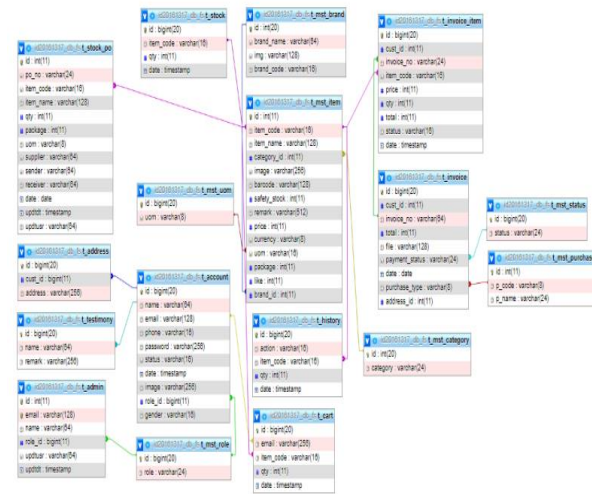 t_stock_po
id : int(11)
po_no : varchar(24)
item_code : varchar(16)
item_name : varchar(128)
qty : int(11)
package : int(11)
uom : varchar(8)
supplier : varchar(64)
sender : varchar(64)
receiver : varchar(64)
date : date
updtdt : timestamp
updtusr : varchar(64)
t_stock
id : bigint(20)
item_code : varchar(16)
qty : int(11)
date : timestamp
t_mst_brand
id : int(20)
brand_name : varchar(64)
img : varchar(128)
brand_code : varchar(16)
t_invoice_item
id : bigint(20)
cust_id : int(11)
invoice_no : varchar(24)
item_code : varchar(16)
price : int(11)
qty : int(11)
total : int(11)
status : varchar(16)
date : timestamp
t_mst_item
id : int(11)
item_code : varchar(16)
item_name : varchar(128)
category_id : int(11)
image : varchar(256)
barcode : varchar(128)
safety_stock : int(11)
remark : varchar(512)
price : int(11)
currency : varchar(8)
uom : varchar(16)
package : int(11)
like : int(11)
brand_id : int(11)
t_mst_uom
id : bigint(20)
uom : varchar(8)
t_invoice
id : bigint(20)
cust_id : int(11)
invoice_no : varchar(64)
total : int(11)
file : varchar(128)
payment_status : varchar(24)
date : date
purchase_type : varchar(8)
address_id : int(11)
t_mst_status
id : bigint(20)
status : varchar(24)
t_mst_purchas
id : int(11)
p_code : varchar(8)
p_name : varchar(24)
t_address
id : bigint(20)
cust_id : bigint(11)
address : varchar(256)
t_account
id : bigint(20)
name : varchar(64)
email : varchar(128)
phone : varchar(16)
password : varchar(256)
status : varchar(16)
date : timestamp
image : varchar(256)
role_id : bigint(11)
gender : varchar(16)
t_testimony
id : bigint(20)
name : varchar(64)
remark : varchar(256)
t_history
id : bigint(20)
action : varchar(16)
item_code : varchar(16)
qty : int(11)
date : timestamp
t_mst_category
id : int(20)
category : varchar(24)
t_admin
id : int(11)
email : varchar(128)
name : varchar(64)
role_id : bigint(11)
updtusr : varchar(64)
updtdt : timestamp
t_mst_role
id : bigint(20)
role : varchar(24)
t_cart
id : bigint(20)
email : varchar(256)
item_code : varchar(16)
qty : int(11)
date : timestamp